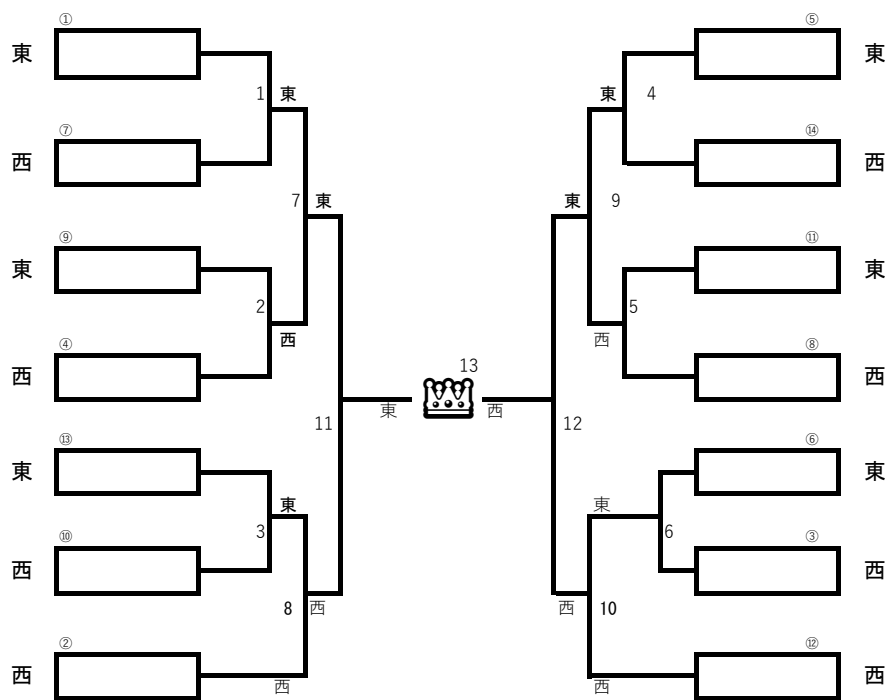 ① ⑤
東 東
1 東 東 4
⑦ ⑭
西 西
7 東 東 9
⑨ ⑪
東 東
2 5
西 西
④ ⑧
西 西
13
東 西
11 12
⑬ ⑥
東 東
東 東
3 6
⑩ ③
西 西
8 西 西 10
② ⑫
西 西
西 西